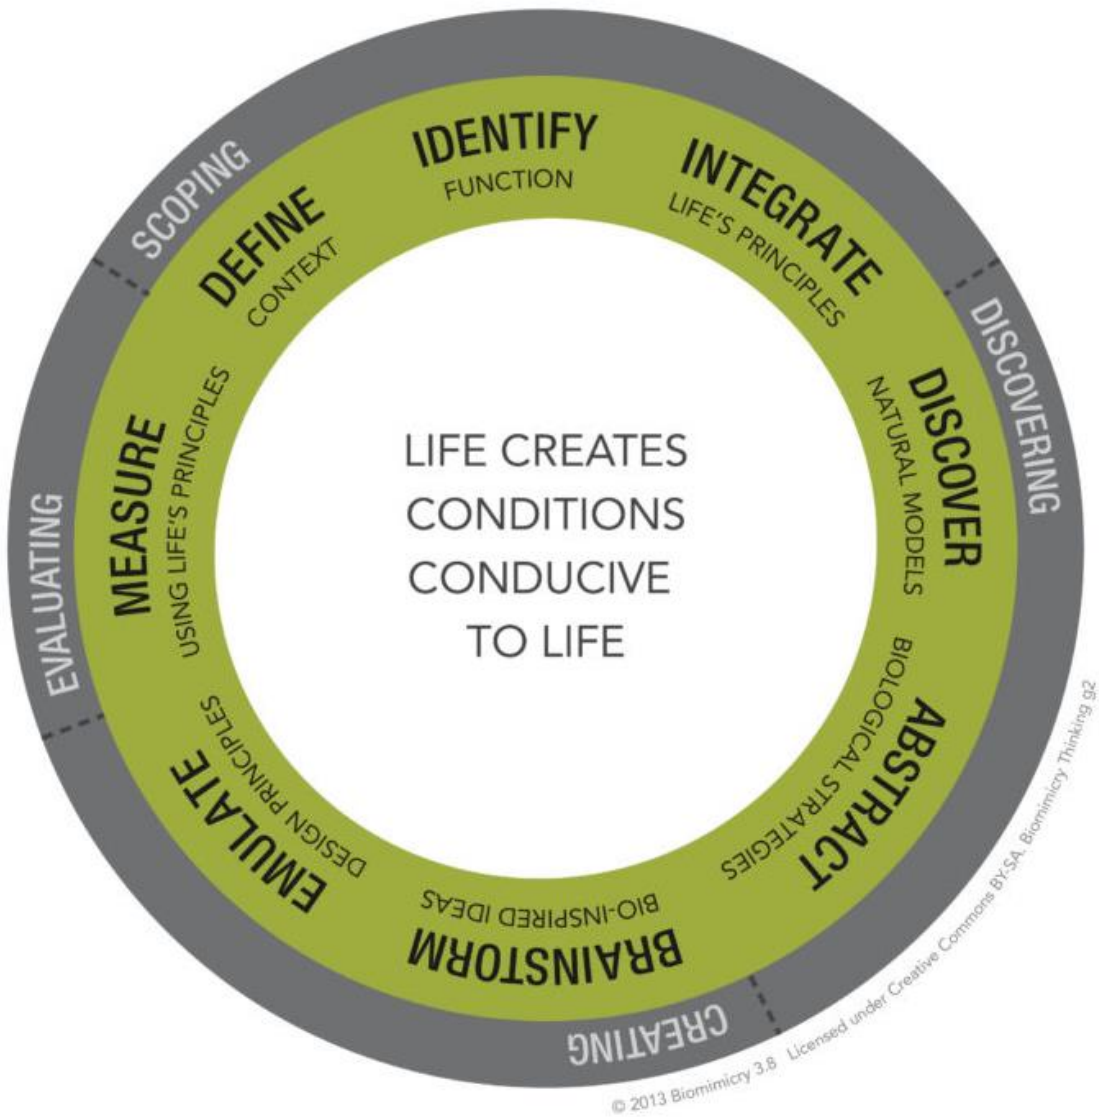 SCOPING
DEFINE
CONTEXT
IDENTIFY
FUNCTION
INTEGRATE
LIFE'S PRINCIPLES
DISCOVERING
DISCOVER
NATURAL MODELS
ABSTRACT
BIOLOGICAL STRATEGIES
CREATING
BRAINSTORM
BIO-INSPIRED IDEAS
EMULATE
DESIGN PRINCIPLES
EVALUATING
MEASURE
USING LIFE'S PRINCIPLES
LIFE CREATES
CONDITIONS
CONDUCIVE
TO LIFE
© 2013 Biomimicry 3.8 Licensed under Creative Commons BY-SA. Biomimicry Thinking g2